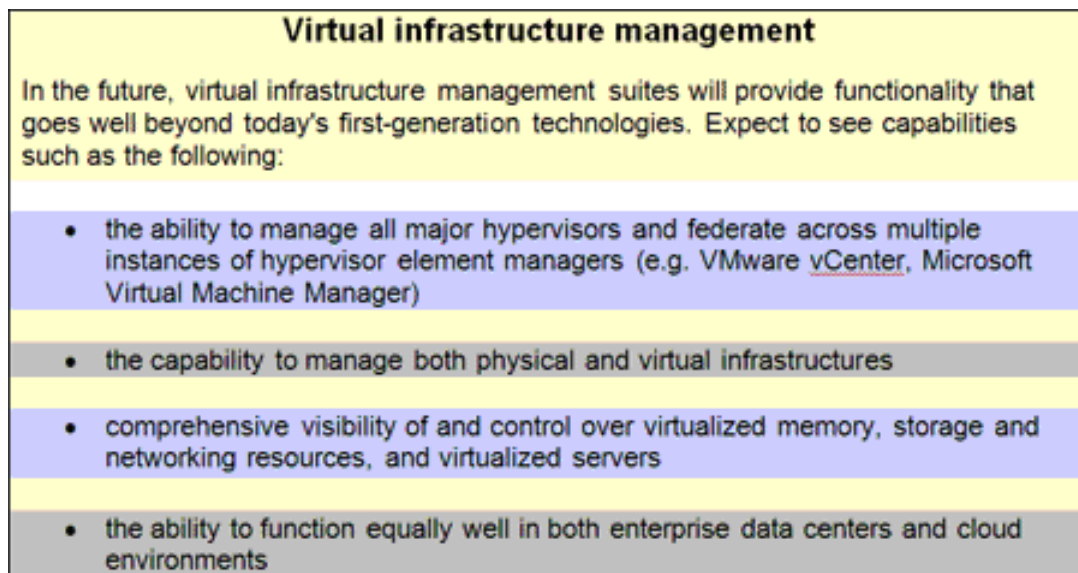 Virtual infrastructure management
In the future, virtual infrastructure management suites will provide functionality that
goes well beyond today's first-generation technologies. Expect to see capabilities
such as the following:
• the ability to manage all major hypervisors and federate across multiple
instances of hypervisor element managers (e.g. VMware vCenter, Microsoft
Virtual Machine Manager)
• the capability to manage both physical and virtual infrastructures
• comprehensive visibility of and control over virtualized memory, storage and
networking resources, and virtualized servers
• the ability to function equally well in both enterprise data centers and cloud
environments